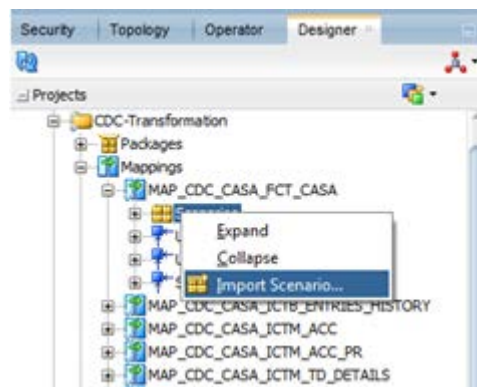 Security Topology Operator Designer
Projects
CDC-Transformation
Packages
Mappings
MAP_CDC_CASA_FCT_CASA
Expand
Collapse
Import Scenario...
MAP_CDC_CASA_ICTB_ENTRIES_HISTORY
MAP_CDC_CASA_ICTM_ACC
MAP_CDC_CASA_ICTM_ACC_PR
MAP_CDC_CASA_ICTM_TD_DETAILS